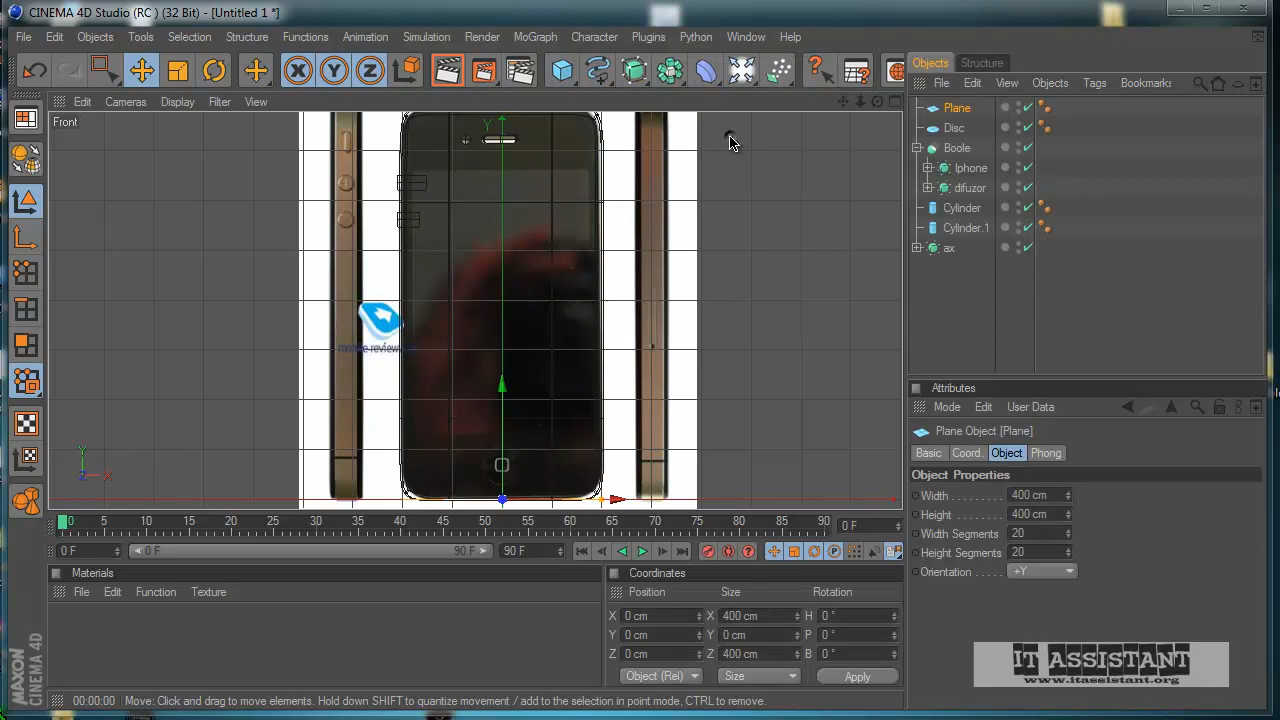 CINEMA 4D Studio (RC ) (32 Bit) - [Untitled 1 *]
File Edit Objects Tools Selection Structure Functions Animation Simulation Render MoGraph Character Plugins Python Window Help
X Y Z
Objects Structure
File Edit View Objects Tags Bookmarks
Edit Cameras Display Filter View
Front
Y
Plane
Disc
Boole
Iphone
difuzor
Cylinder
Cylinder.1
ax
Attributes
Mode Edit User Data
Plane Object [Plane]
Basic Coord. Object Phong
Object Properties
Width 400 cm
Height 400 cm
Width Segments 20
Height Segments 20
Orientation +Y
Y
Z X
0 5 10 15 20 25 30 35 40 45 50 55 60 65 70 75 80 85 90 0 F
0 F 0 F 90 F 90 F
Materials
File Edit Function Texture
Coordinates
Position Size Rotation
X 0 cm X 400 cm H 0 °
Y 0 cm Y 0 cm P 0 °
Z 0 cm Z 400 cm B 0 °
Object (Rel) Size Apply
MAXON
CINEMA 4D
IT ASSISTANT
www.itassistant.org
00:00:00 Move: Click and drag to move elements. Hold down SHIFT to quantize movement / add to the selection in point mode, CTRL to remove.